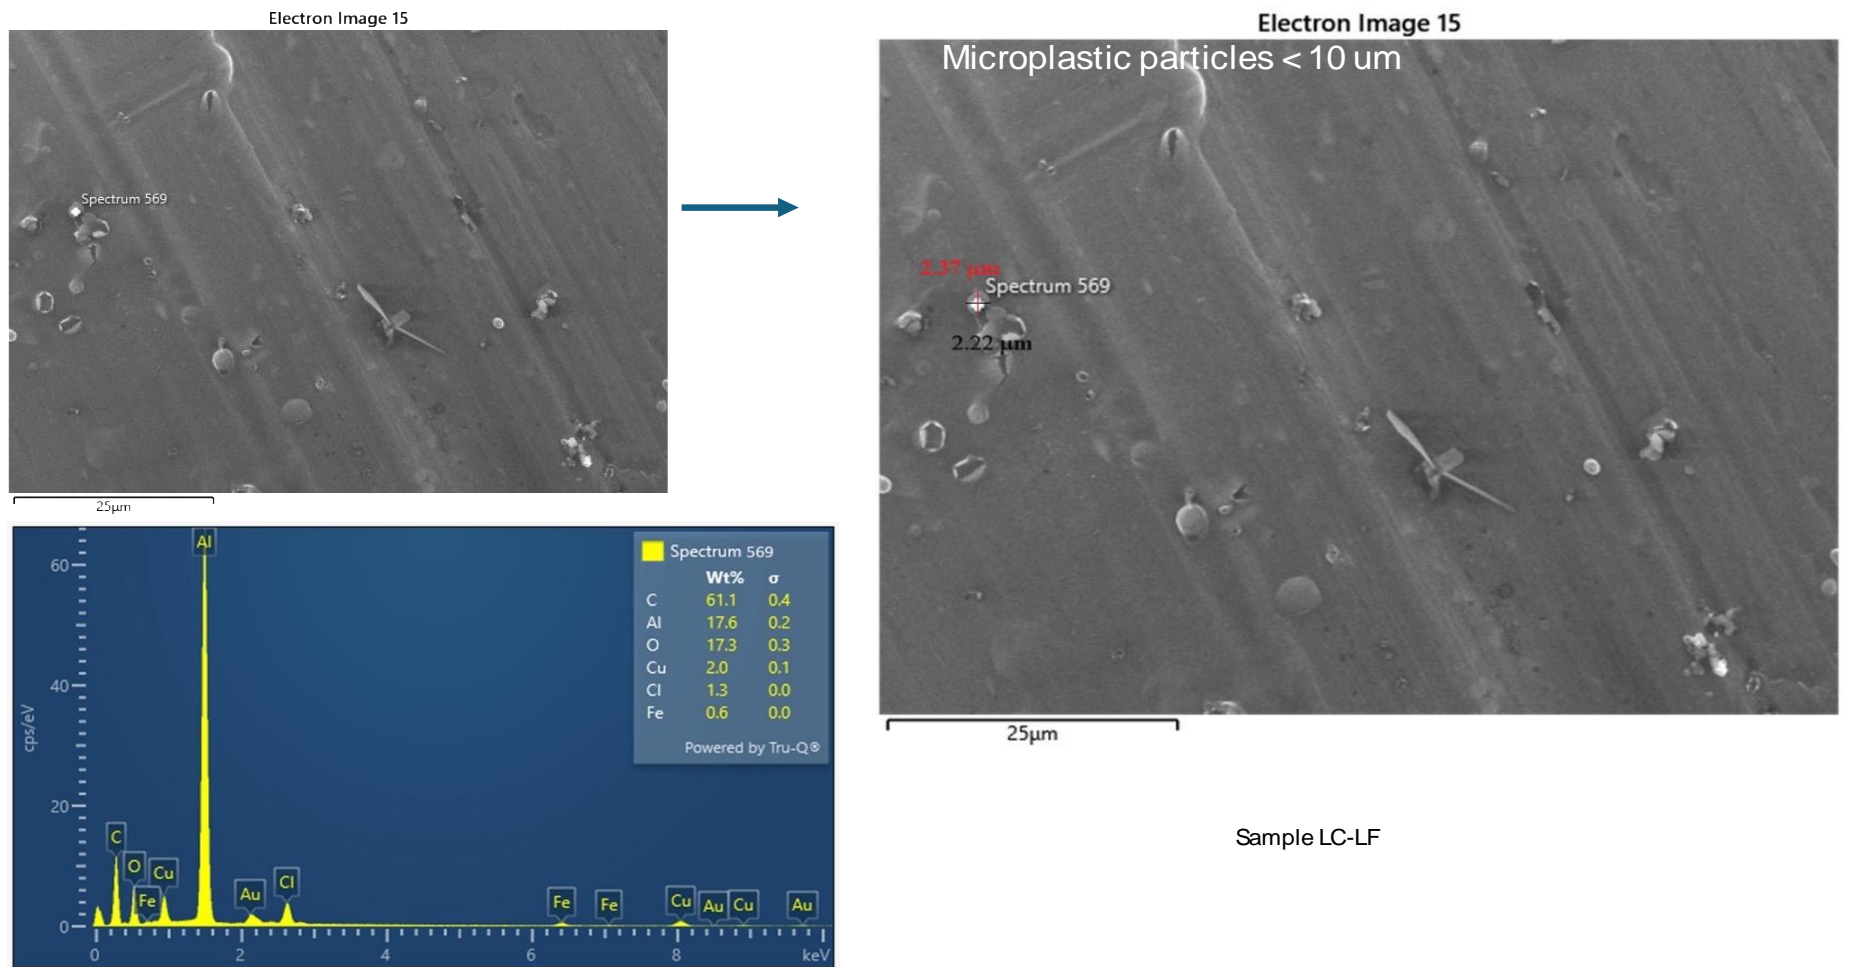 Electron Image 15
Spectrum 569
25µm
Electron Image 15
Microplastic particles < 10 um
2.37 µm
Spectrum 569
2.22 µm
25µm
Sample LC-LF
Spectrum 569
Wt% σ
C 61.1 0.4
Al 17.6 0.2
O 17.3 0.3
Cu 2.0 0.1
Cl 1.3 0.0
Fe 0.6 0.0
Powered by Tru-Q®
cps/eV
60
40
20
0
Al
C
O
Fe
Cu
Au
Cl
Fe
Fe
Cu
Au
Cu
Au
0 2 4 6 8 keV